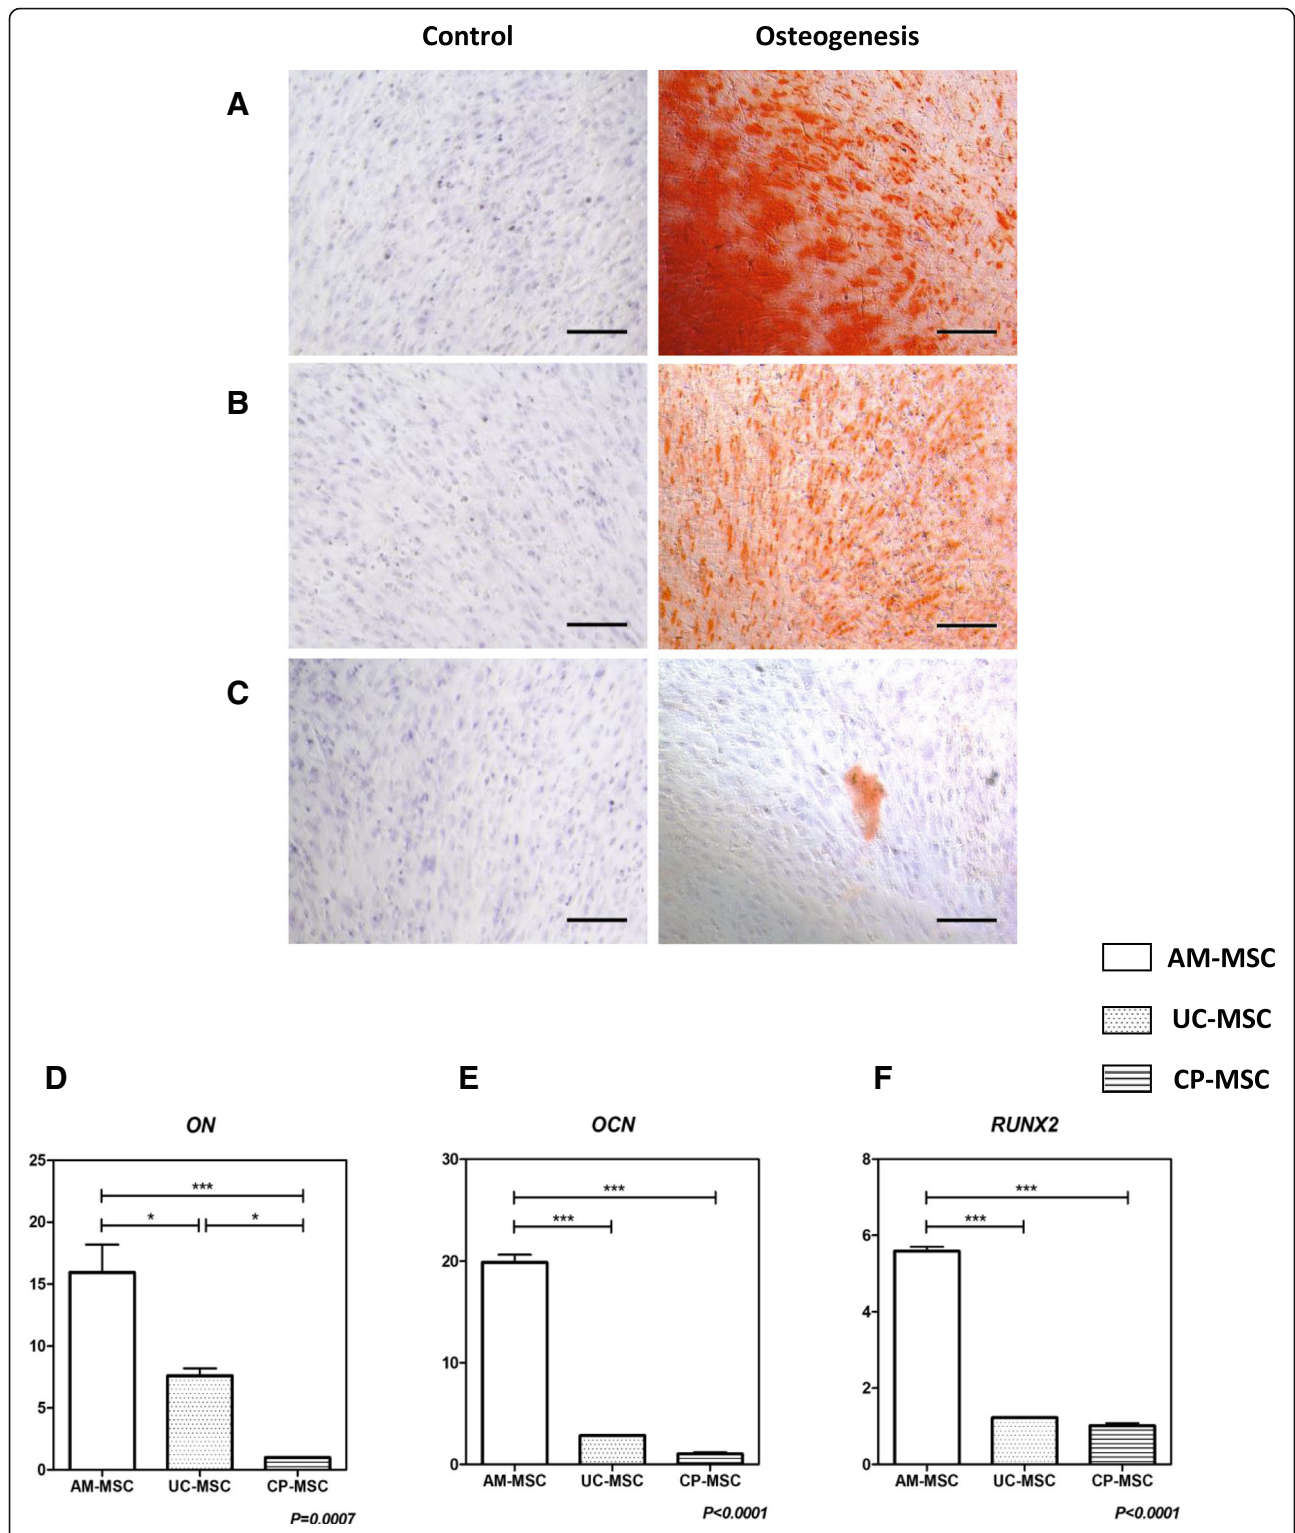 Control Osteogenesis
A
B
C
AM-MSC
UC-MSC
CP-MSC
D E F
ON OCN RUNX2
25
20
15
10
5
0
*** * *
AM-MSC UC-MSC CP-MSC
P=0.0007
30
20
10
0
*** ***
AM-MSC UC-MSC CP-MSC
P<0.0001
8
6
4
2
0
*** ***
AM-MSC UC-MSC CP-MSC
P<0.0001